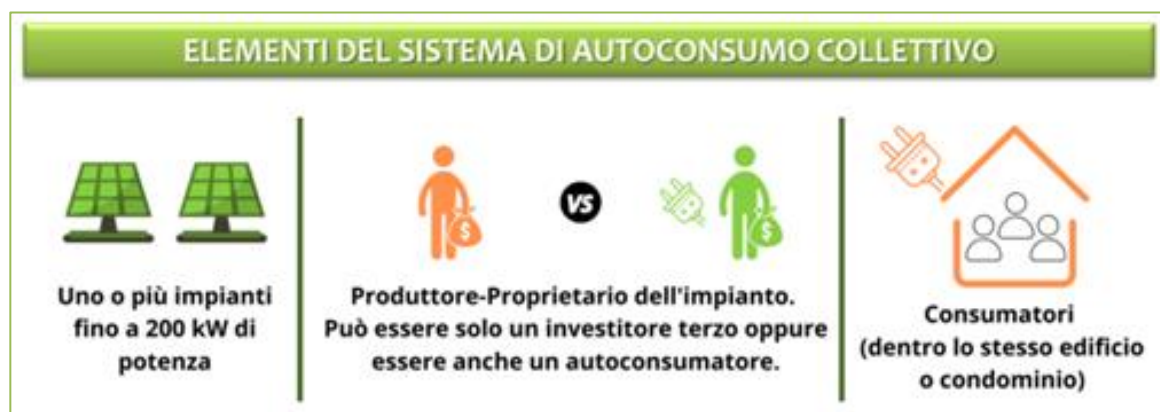 ELEMENTI DEL SISTEMA DI AUTOCONSUMO COLLETTIVO
Uno o più impianti
fino a 200 kW di
potenza
VS
$
$
Produttore-Proprietario dell'impianto.
Può essere solo un investitore terzo oppure
essere anche un autoconsumatore.
Consumatori
(dentro lo stesso edificio
o condominio)